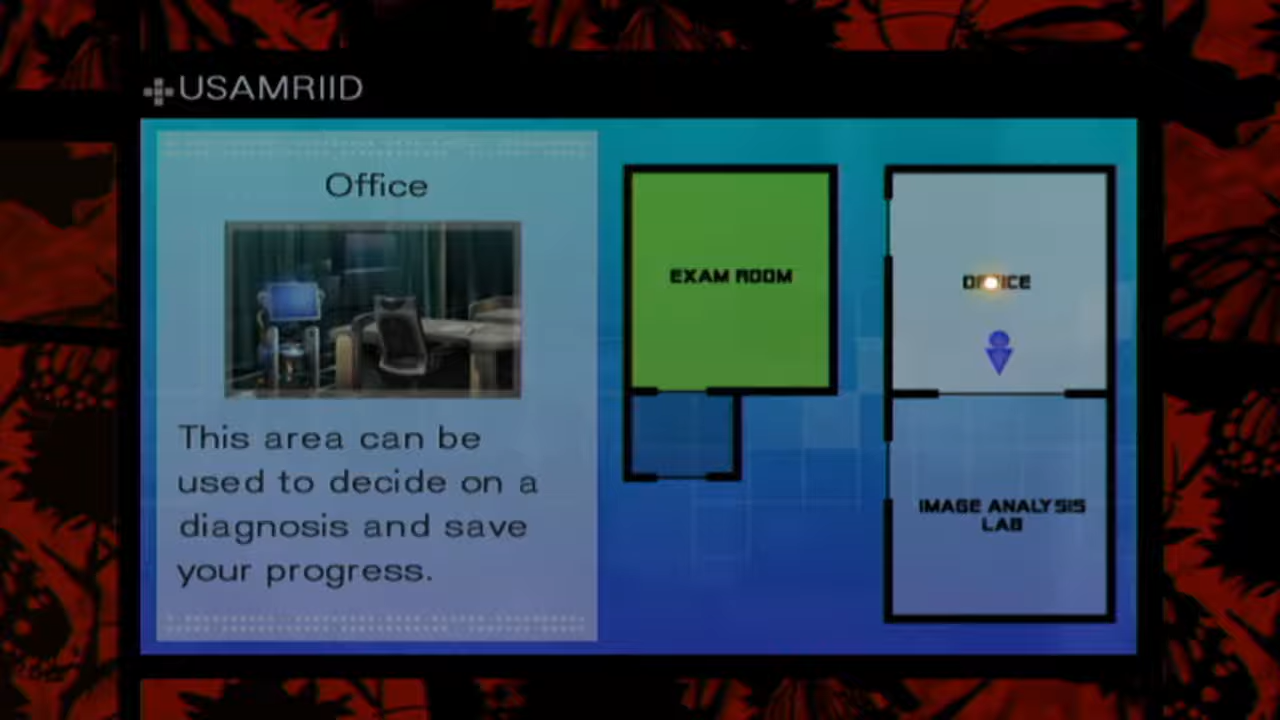 USAMRIID
Office
This area can be
used to decide on a
diagnosis and save
your progress.
EXAM ROOM
OFFICE
IMAGE ANALYSIS
LAB